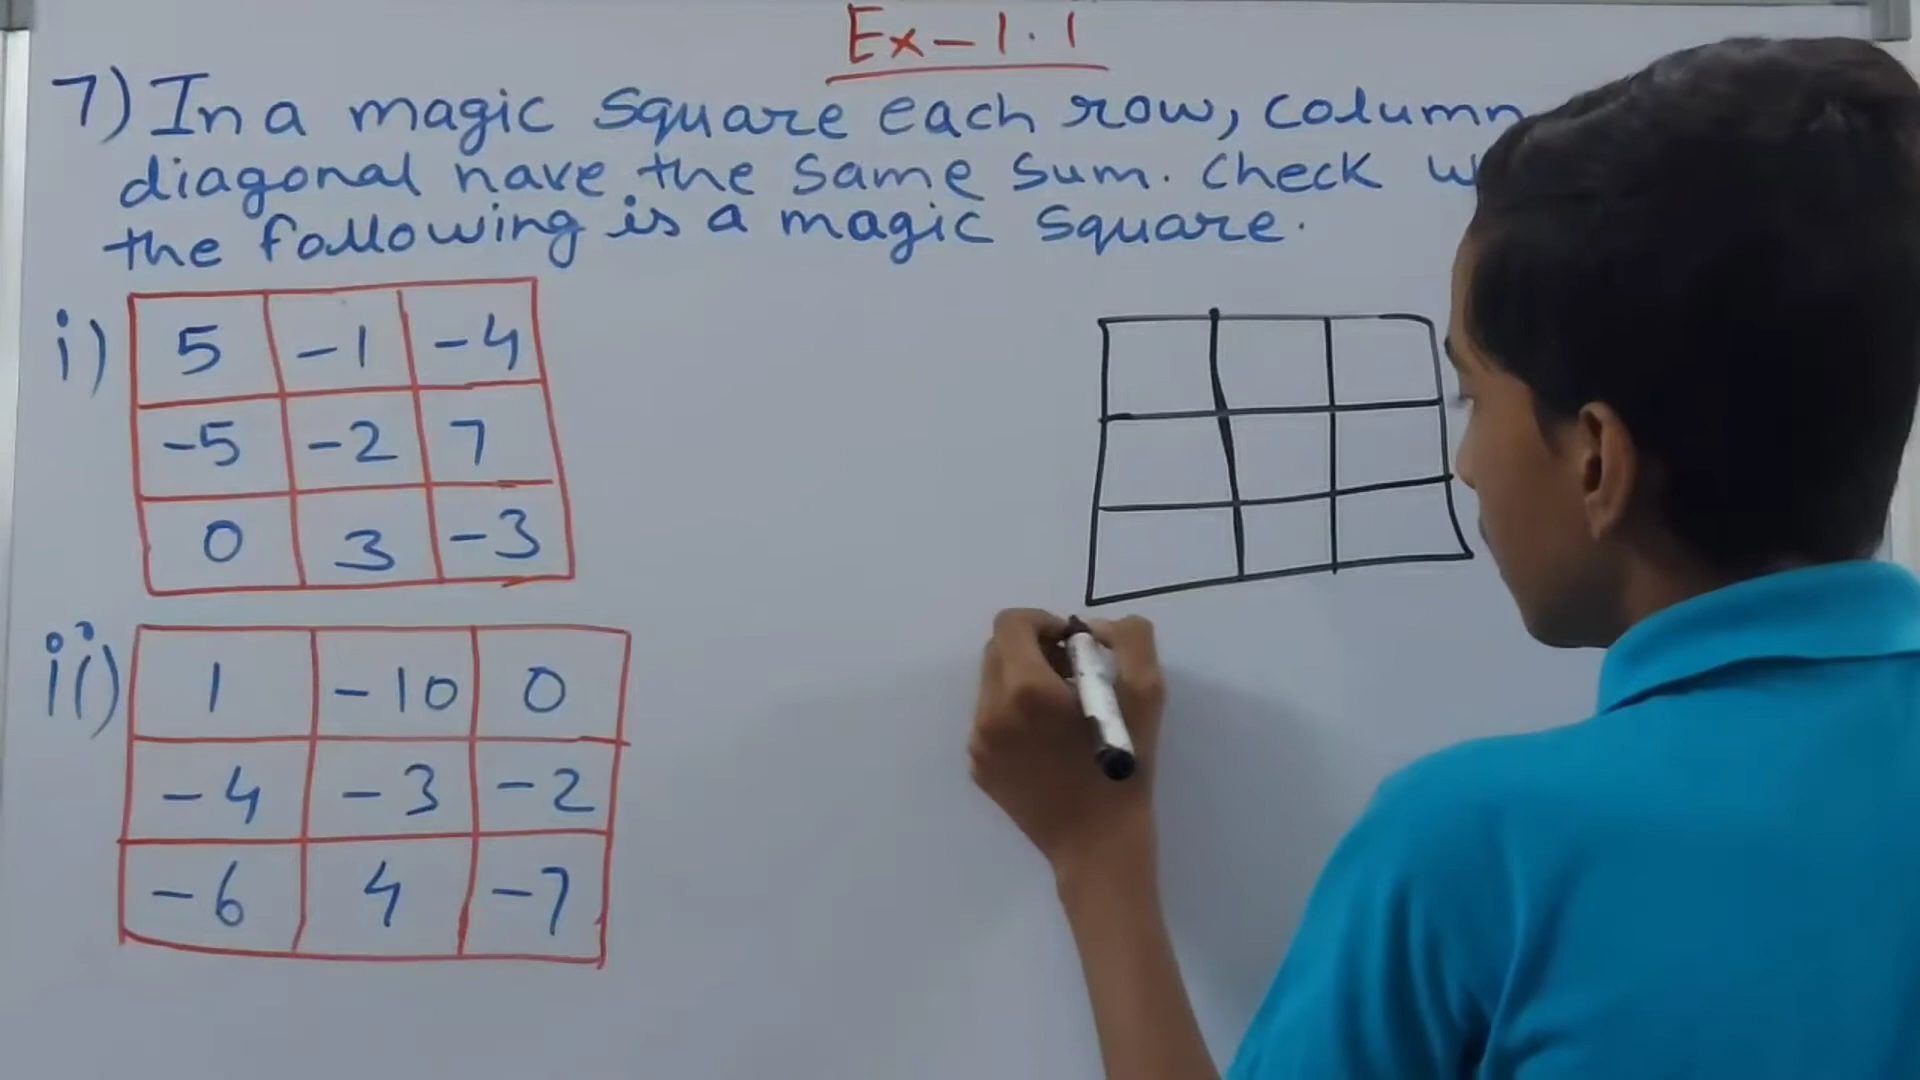 Ex-1.1
7) In a magic square each row, column
diagonal have the same sum. Check
the following is a magic square.
i) 5 -1 -4
-5 -2 7
0 3 -3
ii) 1 -10 0
-4 -3 -2
-6 4 -7